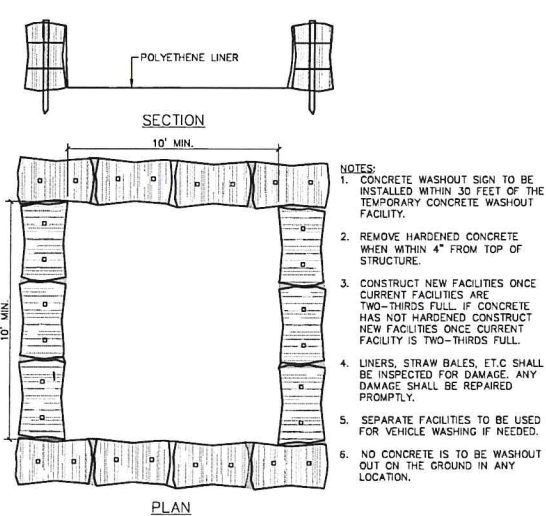 POLYETHENE LINER
SECTION
10' MIN.
10' MIN.
PLAN
NOTES:
1. CONCRETE WASHOUT SIGN TO BE
INSTALLED WITHIN 30 FEET OF THE
TEMPORARY CONCRETE WASHOUT
FACILITY.
2. REMOVE HARDENED CONCRETE
WHEN WITHIN 4" FROM TOP OF
STRUCTURE.
3. CONSTRUCT NEW FACILITIES ONCE
CURRENT FACILITIES ARE
TWO-THIRDS FULL. IF CONCRETE
HAS NOT HARDENED CONSTRUCT
NEW FACILITIES ONCE CURRENT
FACILITY IS TWO-THIRDS FULL.
4. LINERS, STRAW BALES, ET.C SHALL
BE INSPECTED FOR DAMAGE. ANY
DAMAGE SHALL BE REPAIRED
PROMPTLY.
5. SEPARATE FACILITIES TO BE USED
FOR VEHICLE WASHING IF NEEDED.
6. NO CONCRETE IS TO BE WASHOUT
OUT ON THE GROUND IN ANY
LOCATION.